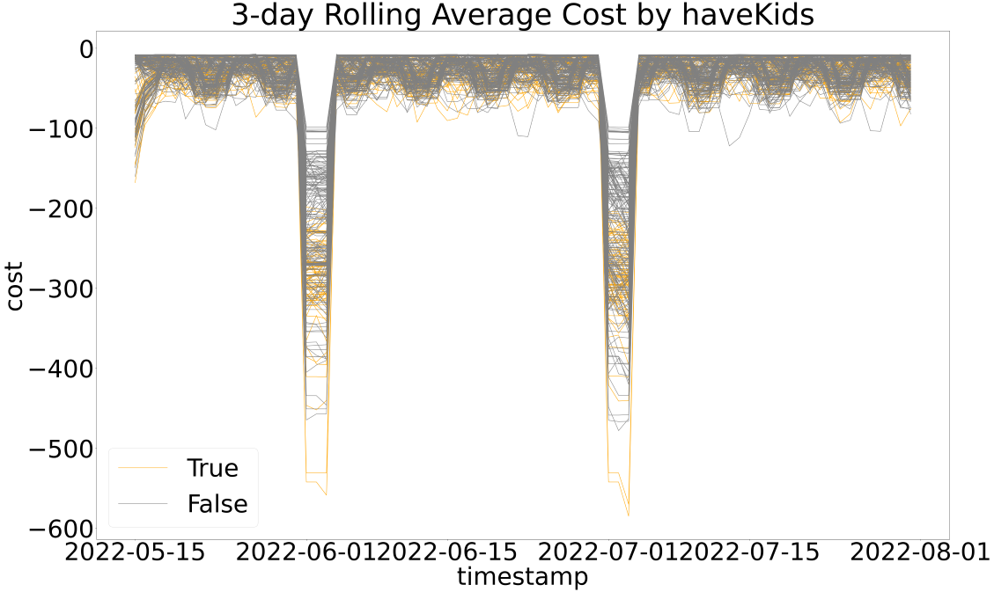 3-day Rolling Average Cost by haveKids
0
−100
−200
−300
−400
−500
−600
cost
True
False
2022-05-15 2022-06-01 2022-06-15 2022-07-01 2022-07-15 2022-08-01
timestamp